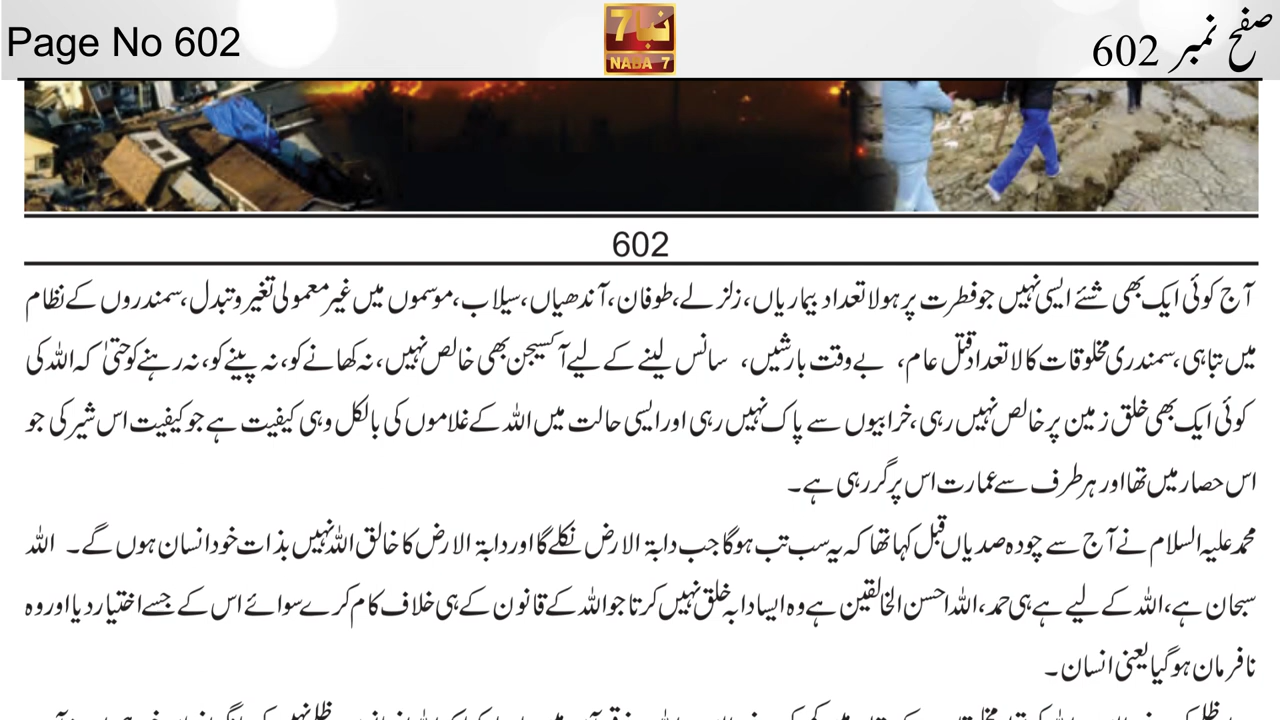 Page No 602
نبا 7
NABA 7
صفح نمبر 602
602
آج کوئی ایک بھی شئے ایسی نہیں جو فطرت پر ہو لا تعداد بیماریاں، زلزلے، طوفان، آندھیاں، سیلاب، موسموں میں غیر معمولی تغیر و تبدل، سمندروں کے نظام
میں تباہی، سمندری مخلوقات کا لا تعداد قتل عام، بے وقت بارشیں، سانس لینے کے لیے آکسیجن بھی خالص نہیں، نہ کھانے کو، نہ پینے کو، نہ رہنے کو حتیٰ کہ اللہ کی
کوئی ایک بھی خلق زمین پر خالص نہیں رہی، خرابیوں سے پاک نہیں رہی اور ایسی حالت میں اللہ کے غلاموں کی بالکل وہی کیفیت ہے جو کیفیت اس شیر کی جو
اس حصار میں تھا اور ہر طرف سے عمارت اس پر گر رہی ہے۔
محمد علیہ السلام نے آج سے چودہ صدیاں قبل کہا تھا کہ یہ سب تب ہوگا جب دابۃ الارض نکلے گا اور دابۃ الارض کا خالق اللہ نہیں بذات خود انسان ہوں گے۔ اللہ
سبحان ہے، اللہ کے لیے ہے ہی حمد، اللہ احسن الخالقین ہے وہ ایسا دابہ خلق نہیں کرتا جو اللہ کے قانون کے ہی خلاف کام کرے سوائے اس کے جسے اختیار دیا اور وہ
نافرمان ہو گیا یعنی انسان۔